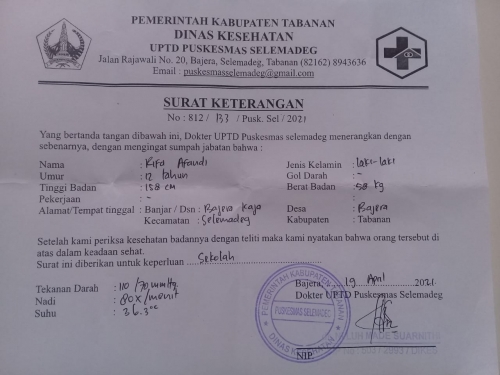 PEMERINTAH KABUPATEN TABANAN
DINAS KESEHATAN
UPTD PUSKESMAS SELEMADEG
Jalan Rajawali No. 20, Bajera, Selemadeg, Tabanan (82162) 8943636
Email : puskesmasselemadeg@gmail.com
SURAT KETERANGAN
No : 812 / B3 / Pusk. Sel / 2021
Yang bertanda tangan dibawah ini, Dokter UPTD Puskesmas selemadeg menerangkan dengan
sebenarnya, dengan mengingat sumpah jabatan bahwa :
Nama : Rifa Afandi Jenis Kelamin : Laki-laki
Umur : 12 tahun Gol Darah : -
Tinggi Badan : 158 cm Berat Badan : 58 kg
Pekerjaan : -
Alamat/Tempat tinggal : Banjar / Dsn : Bajera Kaja Desa : Bajera
Kecamatan : Selemadeg Kabupaten : Tabanan
Setelah kami periksa kesehatan badannya dengan teliti maka kami nyatakan bahwa orang tersebut di
atas dalam keadaan sehat.
Surat ini diberikan untuk keperluan Sekolah
Bajera, 19 April 2021
Tekanan Darah : 110 /70 mmHg Dokter UPTD Puskesmas Selemadeg
Nadi : 80x/menit
Suhu : 36.3°c
PEMERINTAH KABUPATEN TABANAN
PUSKESMAS SELEMADEG
DINAS KESEHATAN
NIP.